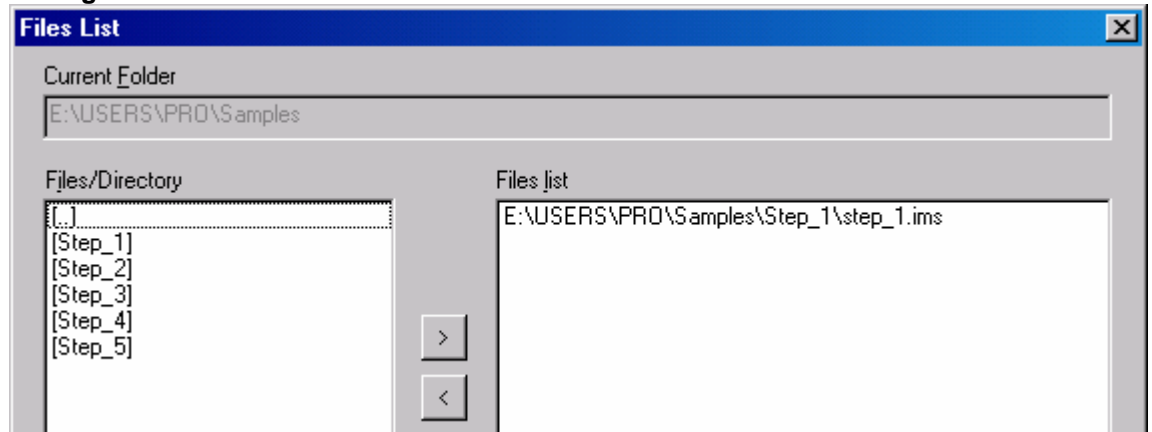 Files List
Current Folder
E:\USERS\PRO\Samples
Files/Directory
[..]
[Step_1]
[Step_2]
[Step_3]
[Step_4]
[Step_5]
>
<
Files list
E:\USERS\PRO\Samples\Step_1\step_1.ims